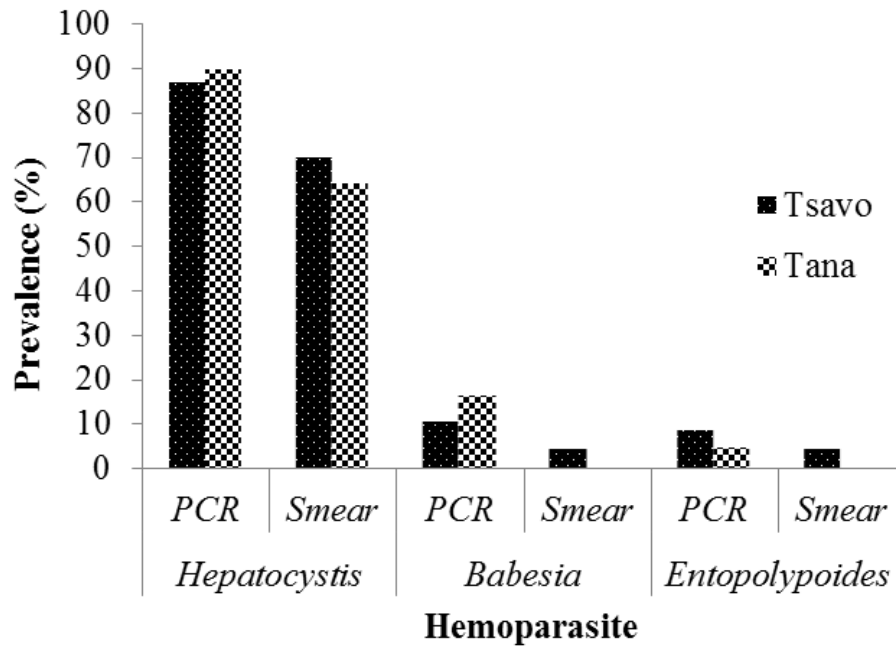 Prevalence (%)
100
90
80
70
60
50
40
30
20
10
0
Tsavo
Tana
PCR Smear PCR Smear PCR Smear
Hepatocystis Babesia Entopolypoides
Hemoparasite